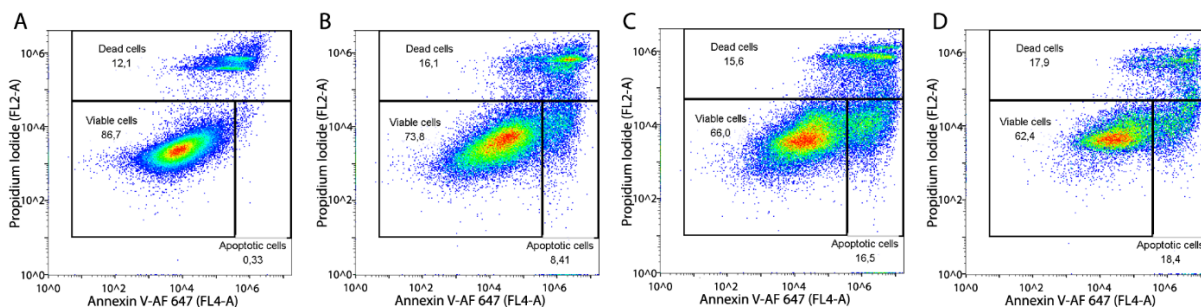 A
Propidium Iodide (FL2-A)
10^6
10^4
10^2
10^0
Dead cells
12,1
Viable cells
86,7
Apoptotic cells
0,33
10^0
10^2
10^4
10^6
Annexin V-AF 647 (FL4-A)
B
Propidium Iodide (FL2-A)
10^6
10^4
10^2
10^0
Dead cells
16,1
Viable cells
73,8
Apoptotic cells
8,41
10^0
10^2
10^4
10^6
Annexin V-AF 647 (FL4-A)
C
Propidium Iodide (FL2-A)
10^6
10^4
10^2
10^0
Dead cells
15,6
Viable cells
66,0
Apoptotic cells
16,5
10^0
10^2
10^4
10^6
Annexin V-AF 647 (FL4-A)
D
Propidium Iodide (FL2-A)
10^6
10^4
10^2
10^0
Dead cells
17,9
Viable cells
62,4
Apoptotic cells
18,4
10^0
10^2
10^4
10^6
Annexin V-AF 647 (FL4-A)